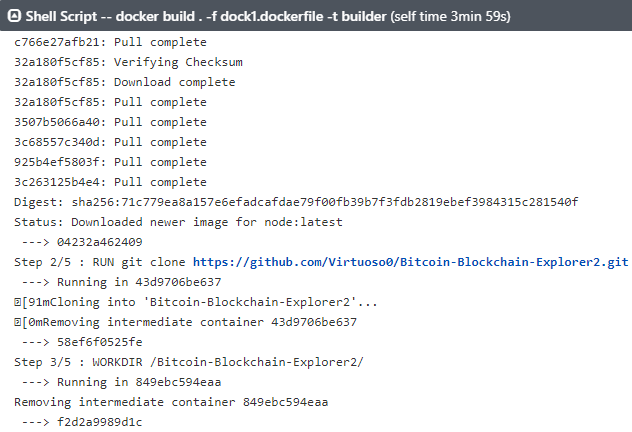 Shell Script -- docker build . -f dock1.dockerfile -t builder (self time 3min 59s)
c766e27afb21: Pull complete
32a180f5cf85: Verifying Checksum
32a180f5cf85: Download complete
32a180f5cf85: Pull complete
3507b5066a40: Pull complete
3c68557c340d: Pull complete
925b4ef5803f: Pull complete
3c263125b4e4: Pull complete
Digest: sha256:71c779ea8a157e6efadcafdae79f00fb39b7f3fdb2819ebef3984315c281540f
Status: Downloaded newer image for node:latest
---> 04232a462409
Step 2/5 : RUN git clone https://github.com/Virtuoso0/Bitcoin-Blockchain-Explorer2.git
---> Running in 43d9706be637
[91mCloning into 'Bitcoin-Blockchain-Explorer2'...
[0mRemoving intermediate container 43d9706be637
---> 58ef6f0525fe
Step 3/5 : WORKDIR /Bitcoin-Blockchain-Explorer2/
---> Running in 849ebc594eaa
Removing intermediate container 849ebc594eaa
---> f2d2a9989d1c